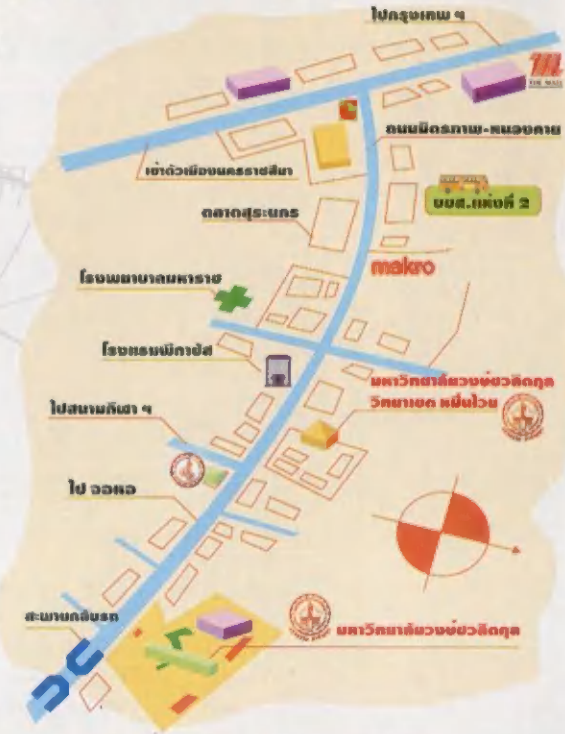 ไปกรุงเทพ ฯ
THE MALL
ถนนมิตรภาพ-หนองคาย
เข้าตัวเมืองนครราชสีมา
บขส.แห่งที่ 2
ตลาดสุระนคร
makro
โรงพยาบาลมหาราช
โรงแรมพีกาซัส
มหาวิทยาลัยวงษ์ชวลิตกุล
วิทยาเขต หมื่นไวย
ไปสนามกีฬา ฯ
ไป จอหอ
สะพานกลับรถ
มหาวิทยาลัยวงษ์ชวลิตกุล